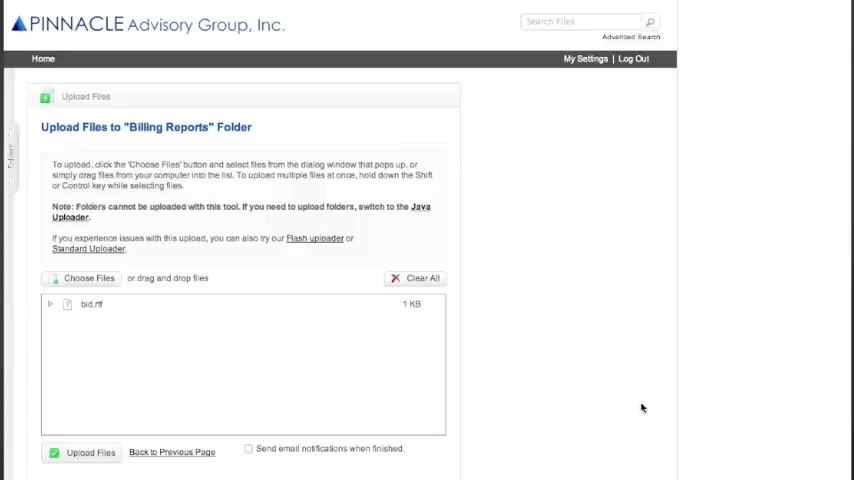 PINNACLE Advisory Group, Inc.
Search Files
Advanced Search
Home
My Settings | Log Out
Upload Files
Upload Files to "Billing Reports" Folder
Folders
To upload, click the 'Choose Files' button and select files from the dialog window that pops up, or
simply drag files from your computer into the list. To upload multiple files at once, hold down the Shift
or Control key while selecting files.
Note: Folders cannot be uploaded with this tool. If you need to upload folders, switch to the Java
Uploader.
If you experience issues with this upload, you can also try our Flash uploader or
Standard Uploader.
Choose Files or drag and drop files
Clear All
bid.rtf 1 KB
Upload Files Back to Previous Page Send email notifications when finished.